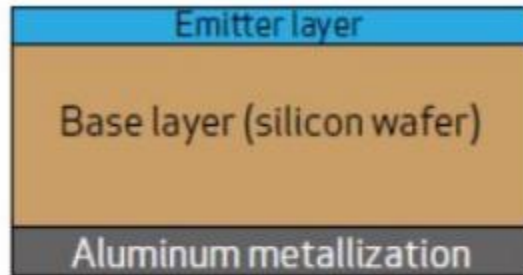 Emitter layer
Base layer (silicon wafer)
Aluminum metallization